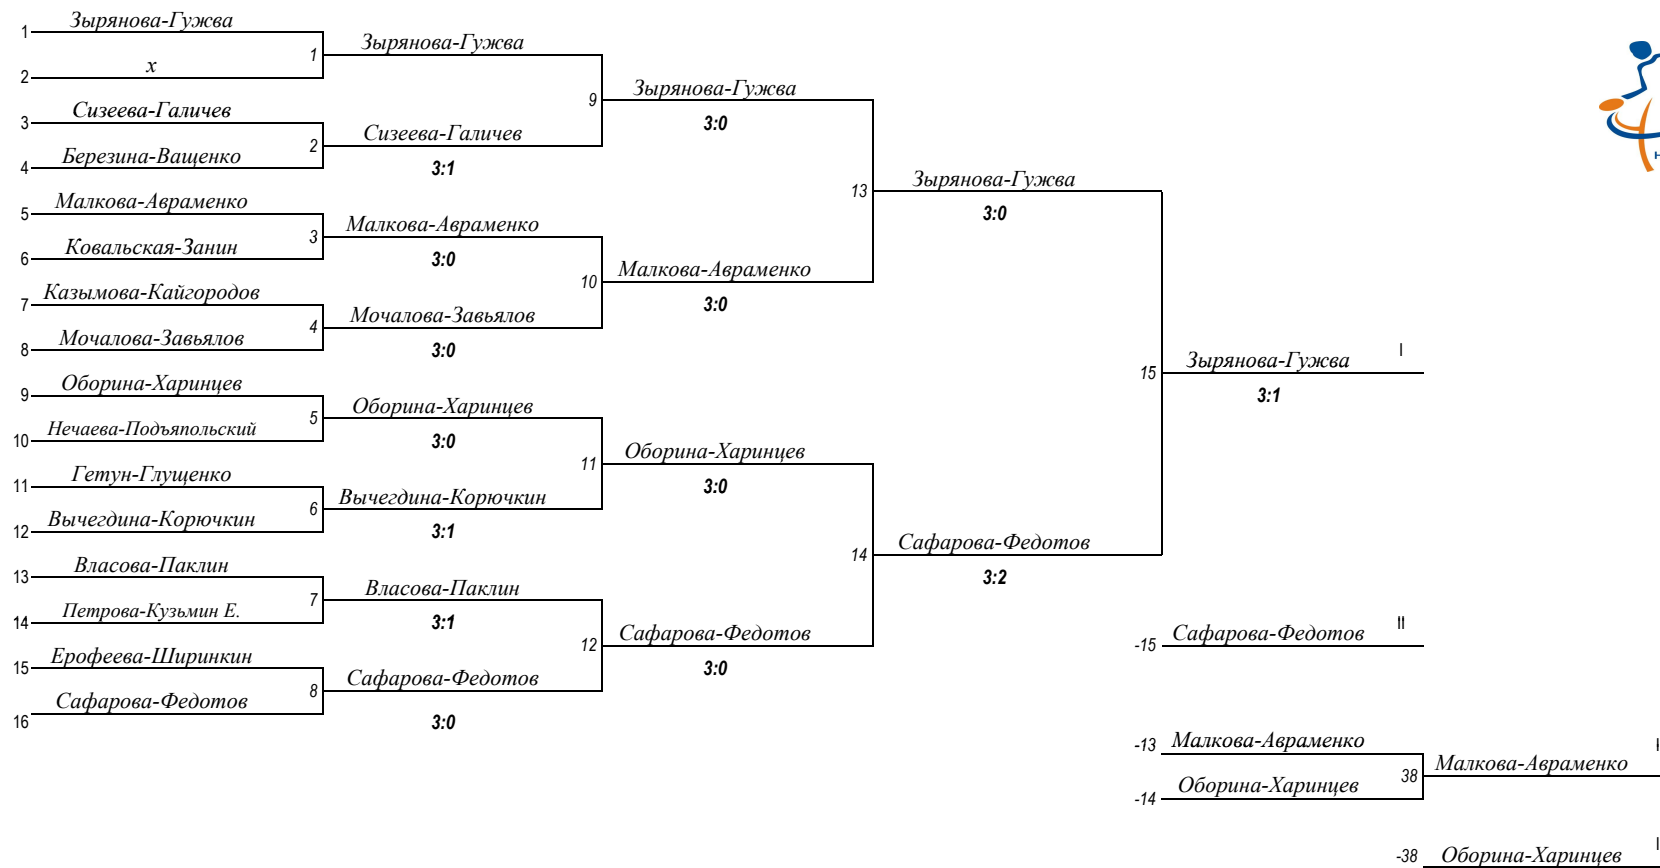 1 Зырянова-Гужва
1 Зырянова-Гужва
2 х
9 Зырянова-Гужва
3:0
3 Сизеева-Галичев
2 Сизеева-Галичев
3:1
4 Березина-Ващенко
13 Зырянова-Гужва
3:0
5 Малкова-Авраменко
3 Малкова-Авраменко
3:0
6 Ковальская-Занин
10 Малкова-Авраменко
3:0
7 Казымова-Кайгородов
4 Мочалова-Завьялов
3:0
8 Мочалова-Завьялов
15 Зырянова-Гужва I
3:1
9 Оборина-Харинцев
5 Оборина-Харинцев
3:0
10 Нечаева-Подъяпольский
11 Оборина-Харинцев
3:0
11 Гетун-Глущенко
6 Вычегдина-Корючкин
3:1
12 Вычегдина-Корючкин
14 Сафарова-Федотов
3:2
13 Власова-Паклин
7 Власова-Паклин
3:1
14 Петрова-Кузьмин Е.
12 Сафарова-Федотов
3:0
-15 Сафарова-Федотов II
15 Ерофеева-Ширинкин
8 Сафарова-Федотов
3:0
16 Сафарова-Федотов
-13 Малкова-Авраменко
38 Малкова-Авраменко
-14 Оборина-Харинцев
-38 Оборина-Харинцев